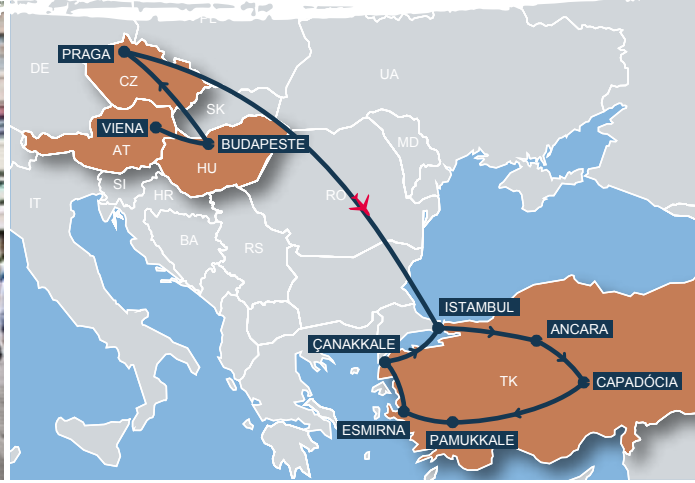 PL
DE
PRAGA
CZ
UA
SK
VIENA
MD
AT
BUDAPESTE
HU
SI
RO
HR
IT
BA
RS
ISTAMBUL
ANCARA
ÇANAKKALE
TK
CAPADÓCIA
ESMIRNA
PAMUKKALE